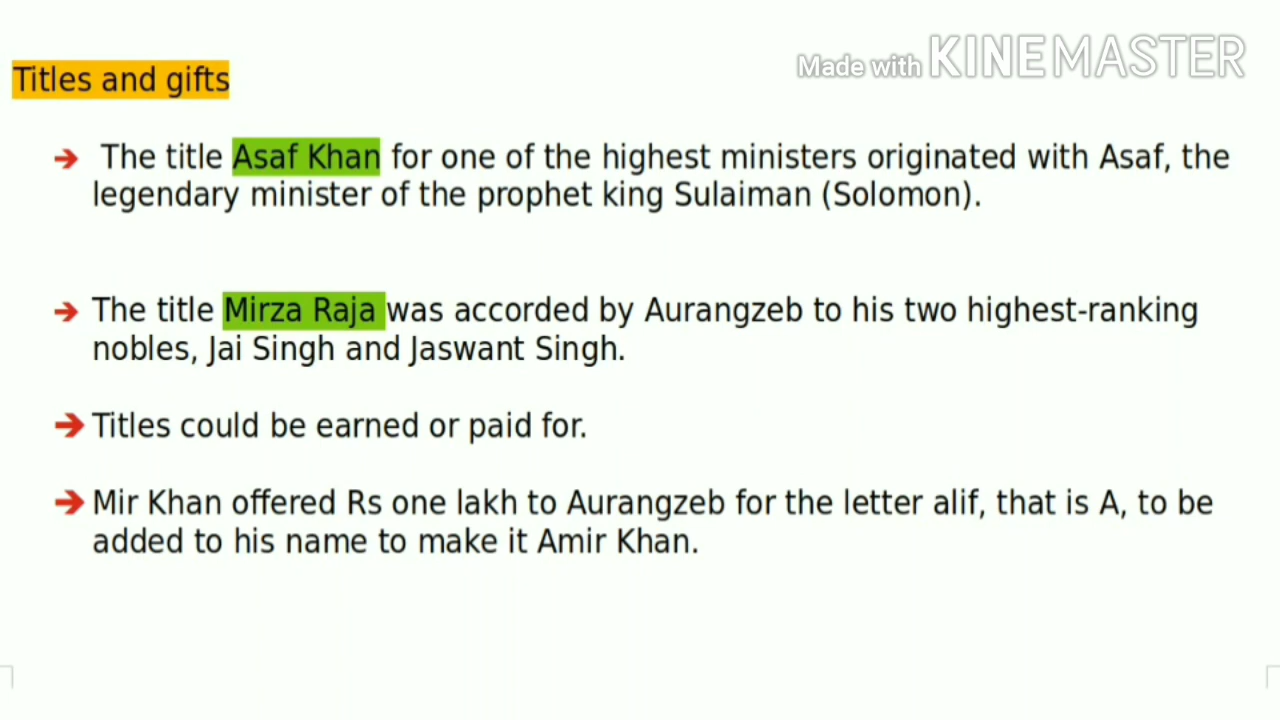 Made with KINEMASTER
Titles and gifts
➔ The title Asaf Khan for one of the highest ministers originated with Asaf, the
legendary minister of the prophet king Sulaiman (Solomon).
➔ The title Mirza Raja was accorded by Aurangzeb to his two highest-ranking
nobles, Jai Singh and Jaswant Singh.
➔ Titles could be earned or paid for.
➔ Mir Khan offered Rs one lakh to Aurangzeb for the letter alif, that is A, to be
added to his name to make it Amir Khan.